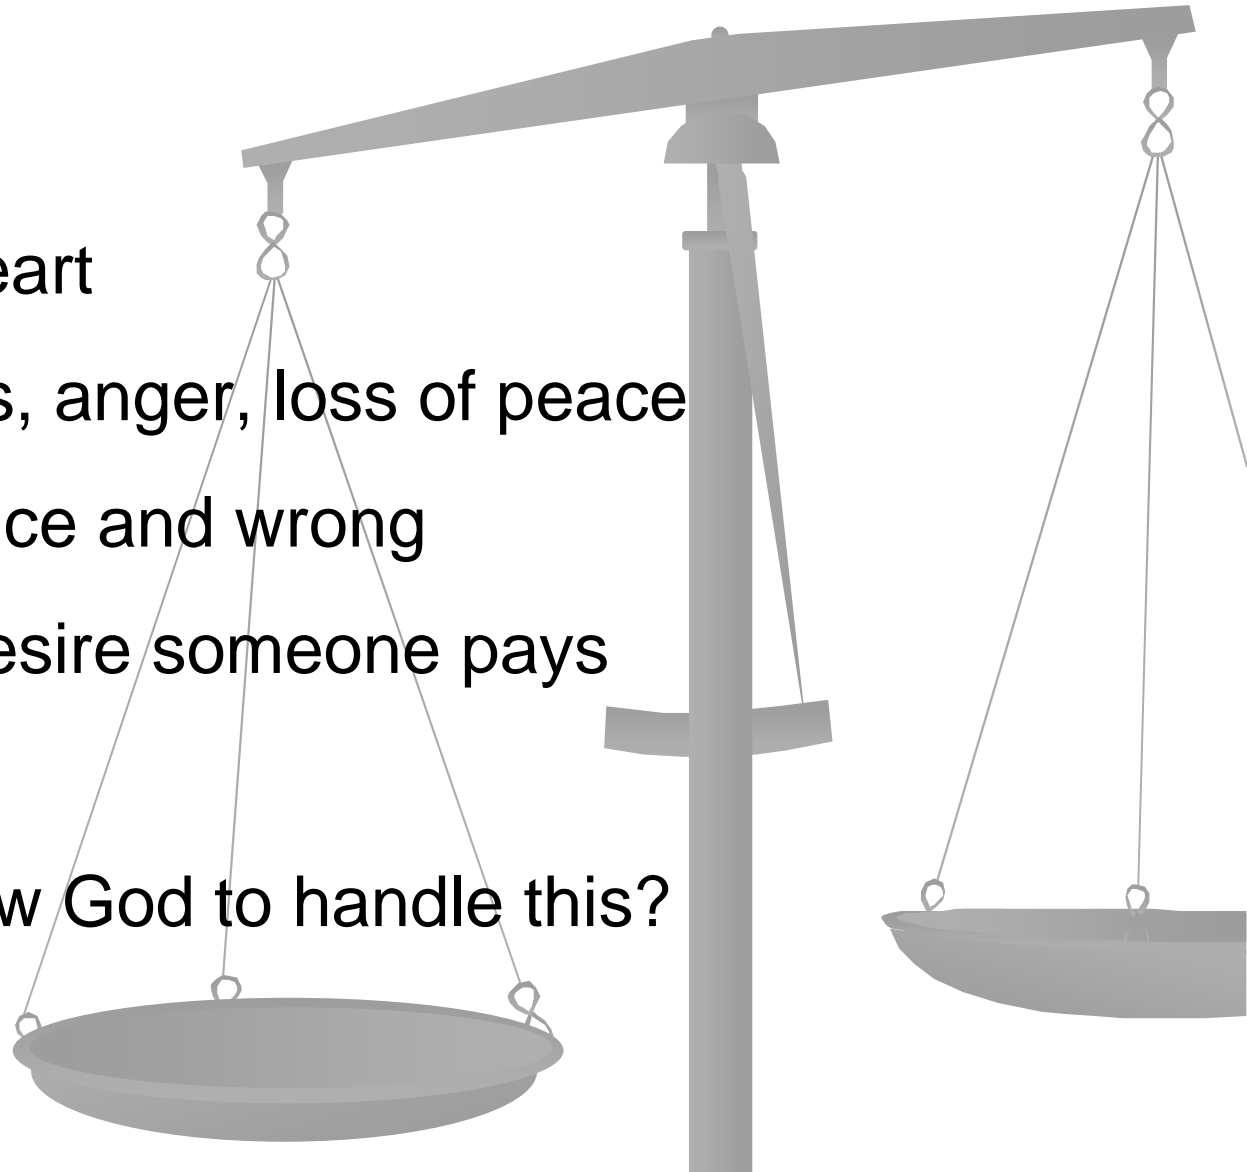 eart
s, anger, loss of peace
ce and wrong
esire someone pays
w God to handle this?